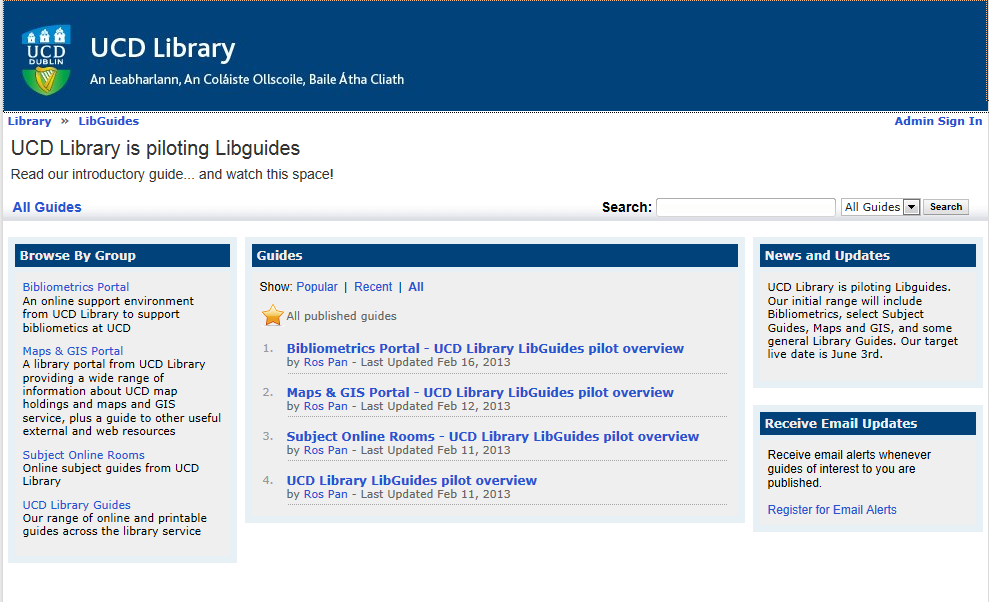 UCD
DUBLIN
UCD Library
An Leabharlann, An Coláiste Ollscoile, Baile Átha Cliath
Library » LibGuides
Admin Sign In
UCD Library is piloting Libguides
Read our introductory guide... and watch this space!
All Guides
Search:
All Guides
Search
Browse By Group
Bibliometrics Portal
An online support environment
from UCD Library to support
bibliometics at UCD
Maps & GIS Portal
A library portal from UCD Library
providing a wide range of
information about UCD map
holdings and maps and GIS
service, plus a guide to other useful
external and web resources
Subject Online Rooms
Online subject guides from UCD
Library
UCD Library Guides
Our range of online and printable
guides across the library service
Guides
Show: Popular | Recent | All
All published guides
1. Bibliometrics Portal - UCD Library LibGuides pilot overview
by Ros Pan - Last Updated Feb 16, 2013
2. Maps & GIS Portal - UCD Library LibGuides pilot overview
by Ros Pan - Last Updated Feb 12, 2013
3. Subject Online Rooms - UCD Library LibGuides pilot overview
by Ros Pan - Last Updated Feb 11, 2013
4. UCD Library LibGuides pilot overview
by Ros Pan - Last Updated Feb 11, 2013
News and Updates
UCD Library is piloting Libguides.
Our initial range will include
Bibliometrics, select Subject
Guides, Maps and GIS, and some
general Library Guides. Our target
live date is June 3rd.
Receive Email Updates
Receive email alerts whenever
guides of interest to you are
published.
Register for Email Alerts